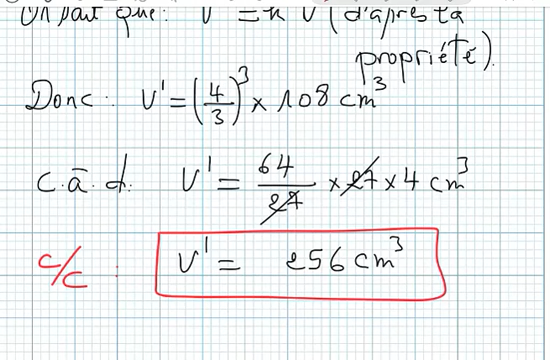 On sait que: V' = k³ V (d'après la
propriété).
Donc: V' = (4/3)³ × 108 cm³
c.à.d. V' = 64/27 × 27 × 4 cm³
c/c: V' = 256 cm³